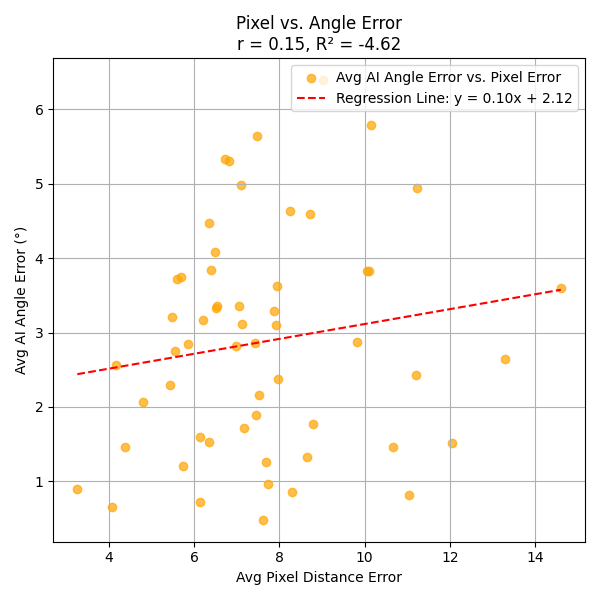 Pixel vs. Angle Error
r = 0.15, R² = -4.62
Avg AI Angle Error vs. Pixel Error
Regression Line: y = 0.10x + 2.12
Avg AI Angle Error (°)
6
5
4
3
2
1
4 6 8 10 12 14
Avg Pixel Distance Error